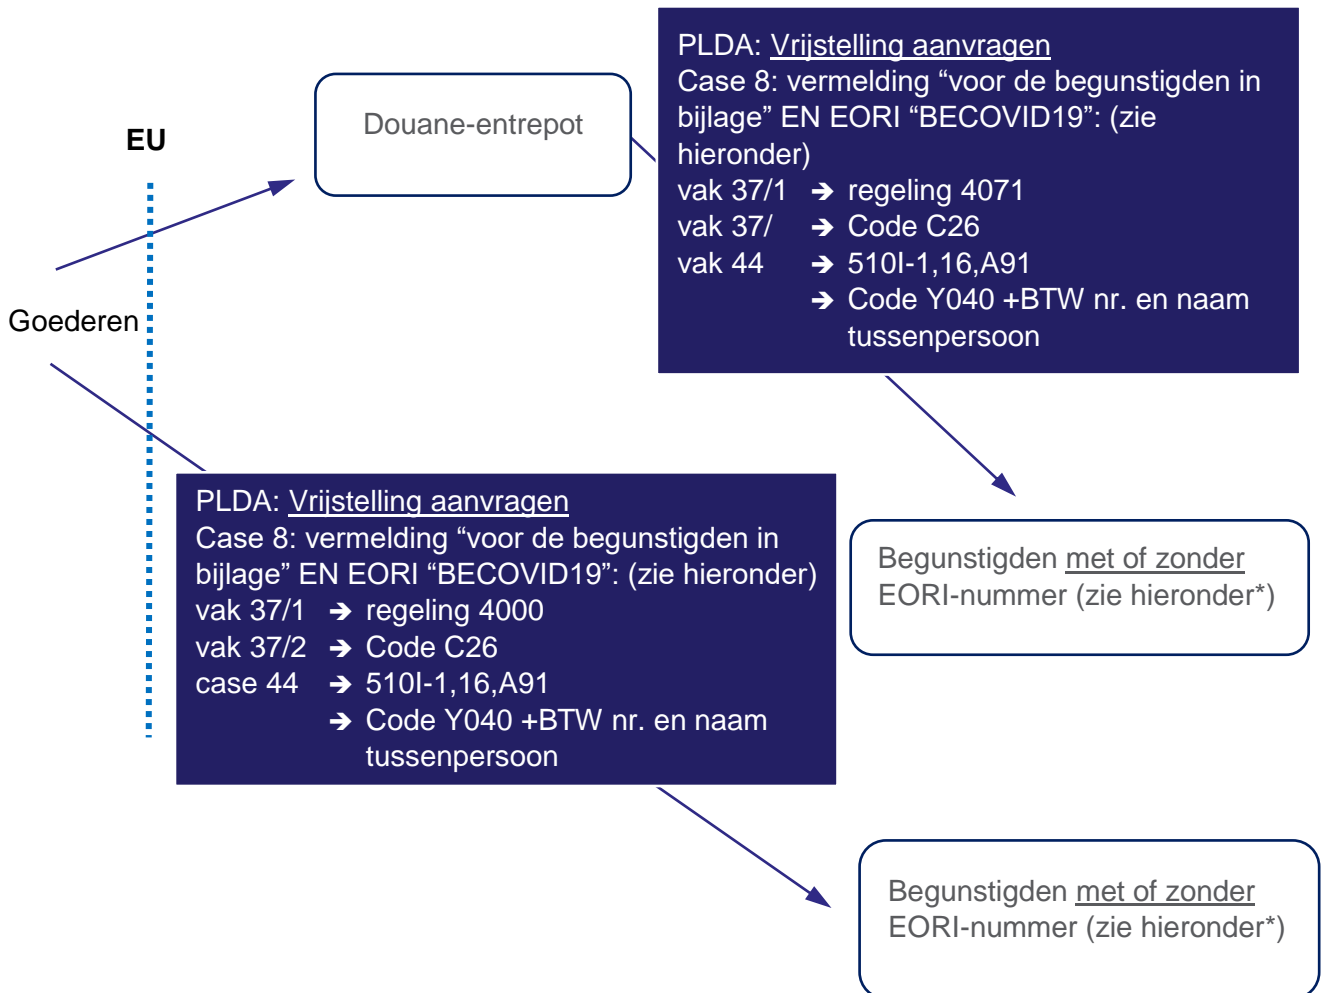 PLDA: Vrijstelling aanvragen
Case 8: vermelding “voor de begunstigden in
bijlage” EN EORI “BECOVID19”: (zie
hieronder)
vak 37/1 ➔ regeling 4071
vak 37/ ➔ Code C26
vak 44 ➔ 510I-1,16,A91
➔ Code Y040 +BTW nr. en naam
tussenpersoon
Douane-entrepot
EU
Goederen
PLDA: Vrijstelling aanvragen
Case 8: vermelding “voor de begunstigden in
bijlage” EN EORI “BECOVID19”: (zie hieronder)
vak 37/1 ➔ regeling 4000
vak 37/2 ➔ Code C26
case 44 ➔ 510I-1,16,A91
➔ Code Y040 +BTW nr. en naam
tussenpersoon
Begunstigden met of zonder
EORI-nummer (zie hieronder*)
Begunstigden met of zonder
EORI-nummer (zie hieronder*)